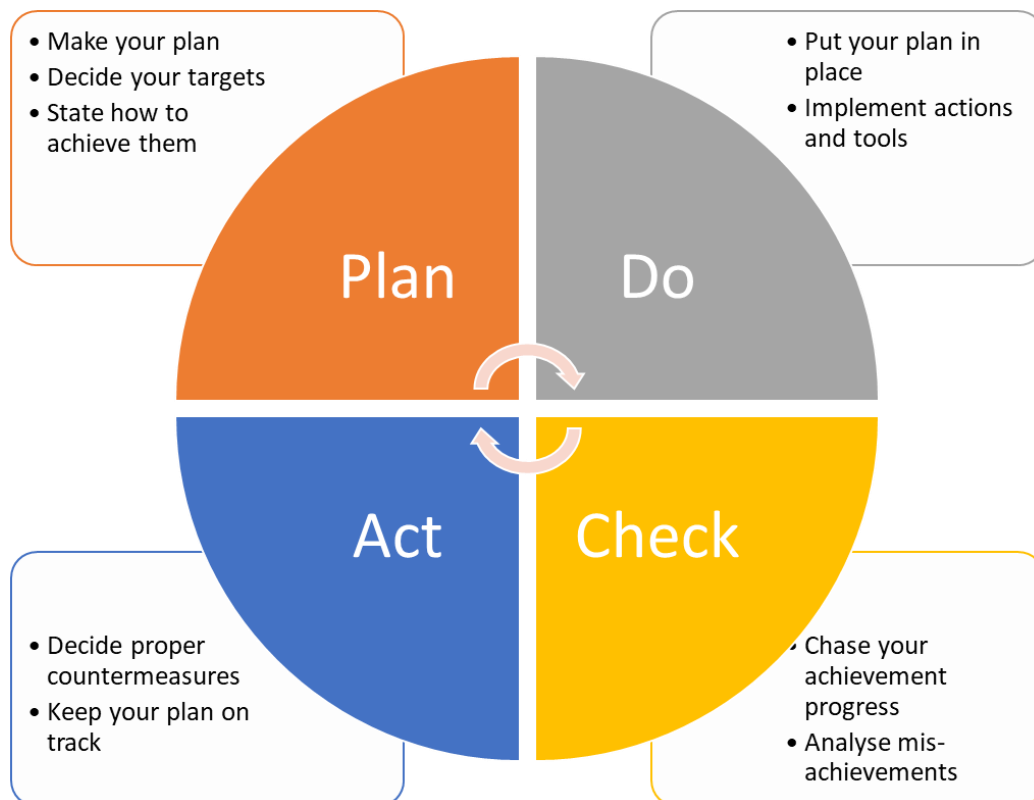 • Make your plan
• Decide your targets
• State how to
achieve them
• Put your plan in
place
• Implement actions
and tools
Plan
Do
Act
Check
• Decide proper
countermeasures
• Keep your plan on
track
• Chase your
achievement
progress
• Analyse mis-
achievements